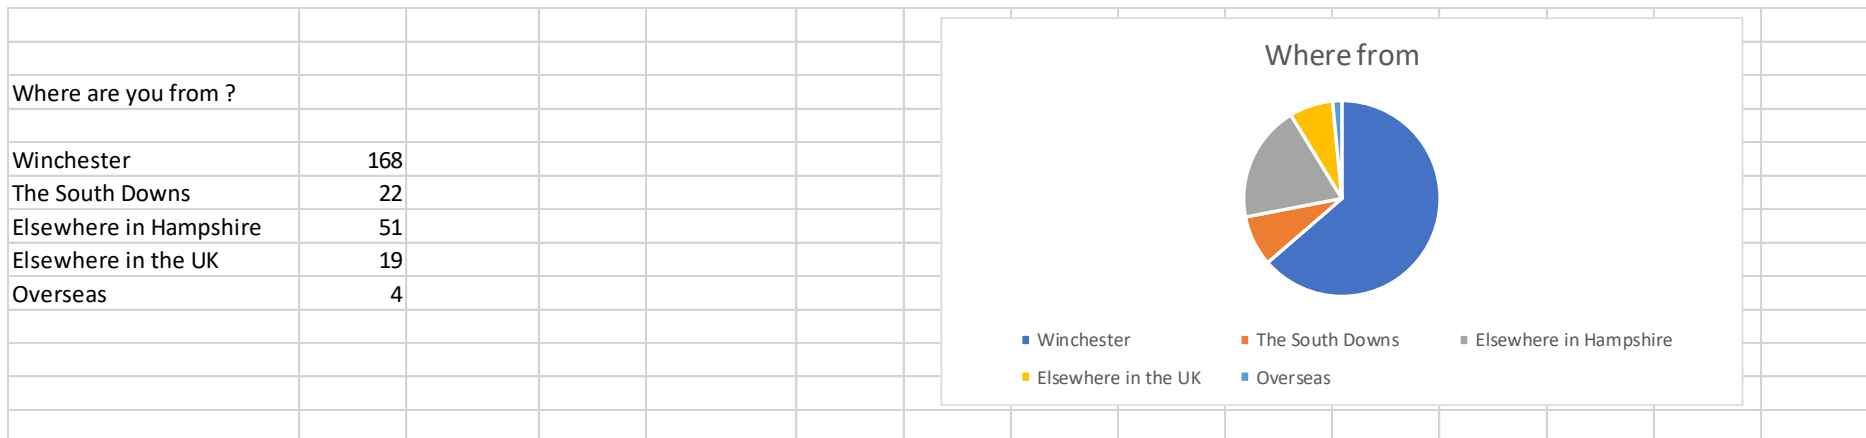 Where are you from ?
Winchester 168
The South Downs 22
Elsewhere in Hampshire 51
Elsewhere in the UK 19
Overseas 4
Where from
Winchester The South Downs Elsewhere in Hampshire
Elsewhere in the UK Overseas